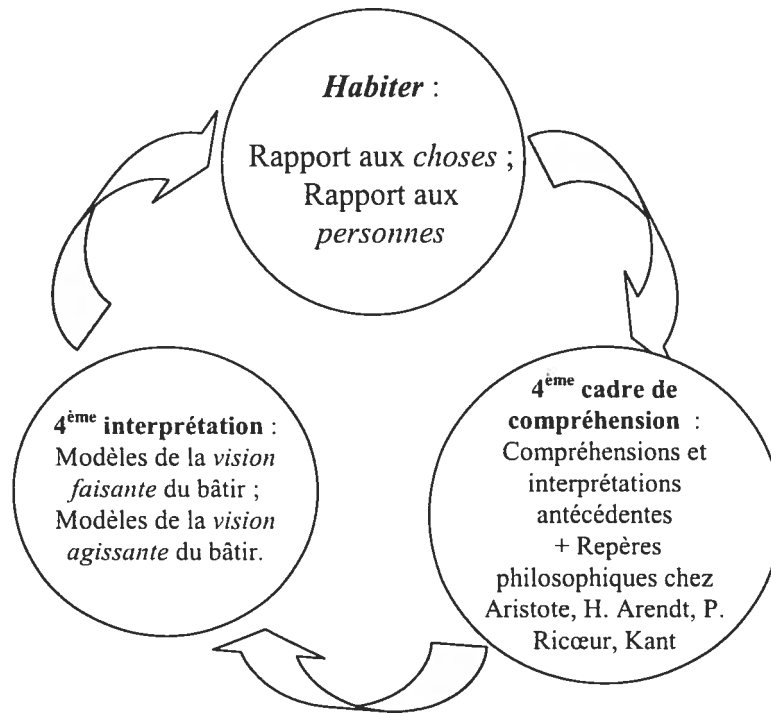 Habiter :
Rapport aux choses ;
Rapport aux
personnes
4ème interprétation :
Modèles de la vision
faisante du bâtir ;
Modèles de la vision
agissante du bâtir.
4ème cadre de
compréhension :
Compréhensions et
interprétations
antécédentes
+ Repères
philosophiques chez
Aristote, H. Arendt, P.
Ricœur, Kant